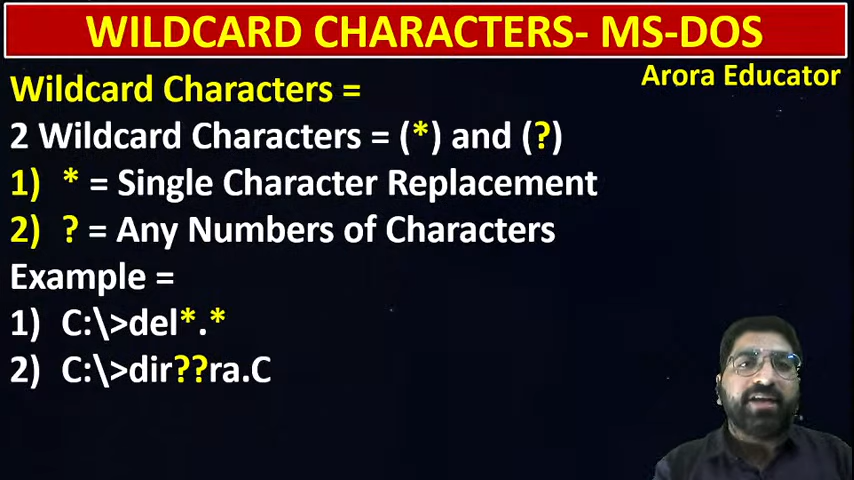 WILDCARD CHARACTERS- MS-DOS
Arora Educator
Wildcard Characters =
2 Wildcard Characters = (*) and (?)
1) * = Single Character Replacement
2) ? = Any Numbers of Characters
Example =
1) C:\>del*.*
2) C:\>dir??ra.C